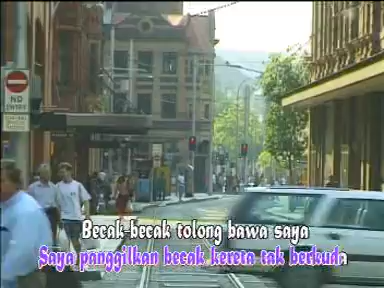 NO
ENTRY
Becak becak tolong bawa saya
Saya panggilkan becak kereta tak berkuda